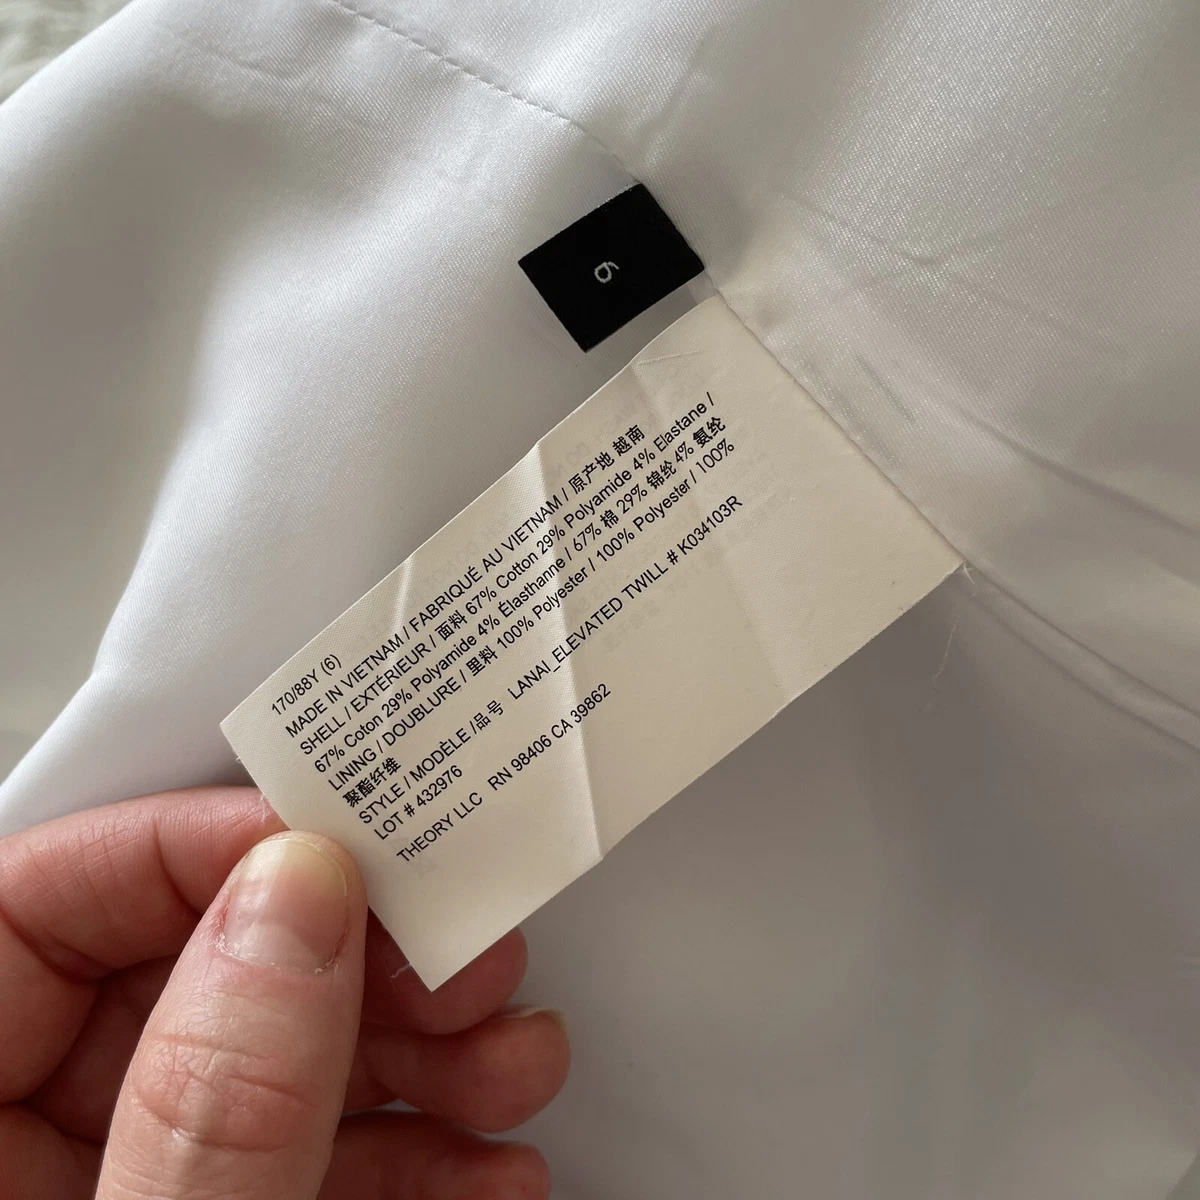 6
170/88Y (6)
MADE IN VIETNAM / FABRIQUÉ AU VIETNAM / 原产地 越南
SHELL / EXTÉRIEUR / 面料 67% Cotton 29% Polyamide 4% Elastane /
67% Coton 29% Polyamide 4% Élasthanne / 67% 棉 29% 锦纶 4% 氨纶
LINING / DOUBLURE / 里料 100% Polyester / 100% Polyester / 100%
聚酯纤维
STYLE / MODÈLE /品号 LANAI_ELEVATED TWILL # K034103R
LOT # 432976
THEORY LLC RN 98406 CA 39862